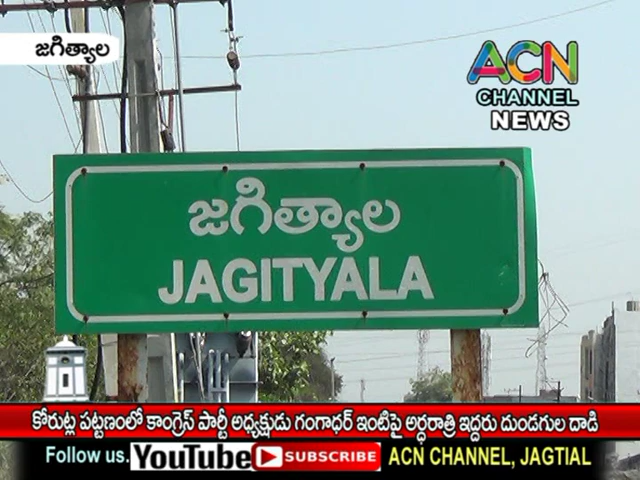 జగిత్యాల
ACN
CHANNEL
NEWS
జగిత్యాల
JAGITYALA
కోరుట్ల పట్టణంలో కాంగ్రెస్ పార్టీ అధ్యక్షుడు గంగాధర్ ఇంటిపై అర్ధరాత్రి ఇద్దరు దుండగుల దాడి
Follow us. YouTube SUBSCRIBE ACN CHANNEL, JAGTIAL